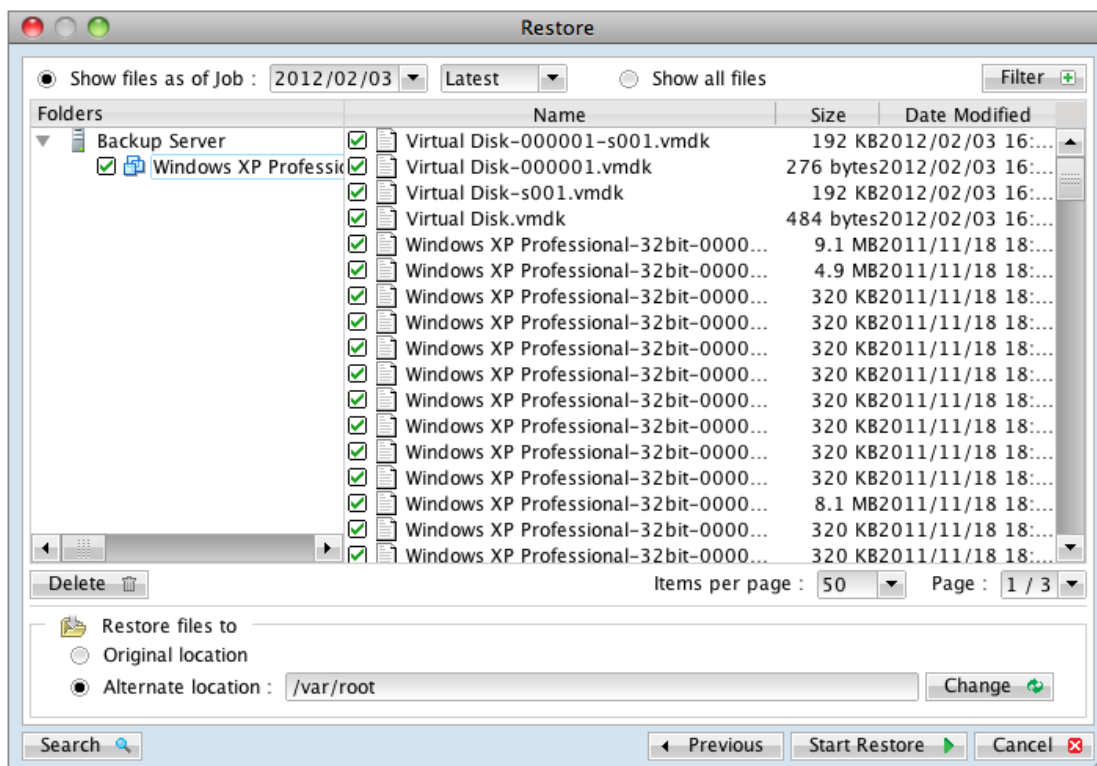 Restore
Show files as of Job : 2012/02/03 Latest Show all files Filter
Folders Name Size Date Modified
Backup Server Virtual Disk-000001-s001.vmdk 192 KB 2012/02/03 16:...
Windows XP Professio Virtual Disk-000001.vmdk 276 bytes 2012/02/03 16:...
Virtual Disk-s001.vmdk 192 KB 2012/02/03 16:...
Virtual Disk.vmdk 484 bytes 2012/02/03 16:...
Windows XP Professional-32bit-0000... 9.1 MB 2011/11/18 18:...
Windows XP Professional-32bit-0000... 4.9 MB 2011/11/18 18:...
Windows XP Professional-32bit-0000... 320 KB 2011/11/18 18:...
Windows XP Professional-32bit-0000... 320 KB 2011/11/18 18:...
Windows XP Professional-32bit-0000... 320 KB 2011/11/18 18:...
Windows XP Professional-32bit-0000... 320 KB 2011/11/18 18:...
Windows XP Professional-32bit-0000... 320 KB 2011/11/18 18:...
Windows XP Professional-32bit-0000... 320 KB 2011/11/18 18:...
Windows XP Professional-32bit-0000... 320 KB 2011/11/18 18:...
Windows XP Professional-32bit-0000... 320 KB 2011/11/18 18:...
Windows XP Professional-32bit-0000... 8.1 MB 2011/11/18 18:...
Windows XP Professional-32bit-0000... 320 KB 2011/11/18 18:...
Windows XP Professional-32bit-0000... 320 KB 2011/11/18 18:...
Delete Items per page : 50 Page : 1 / 3
Restore files to
Original location
Alternate location : /var/root Change
Search Previous Start Restore Cancel